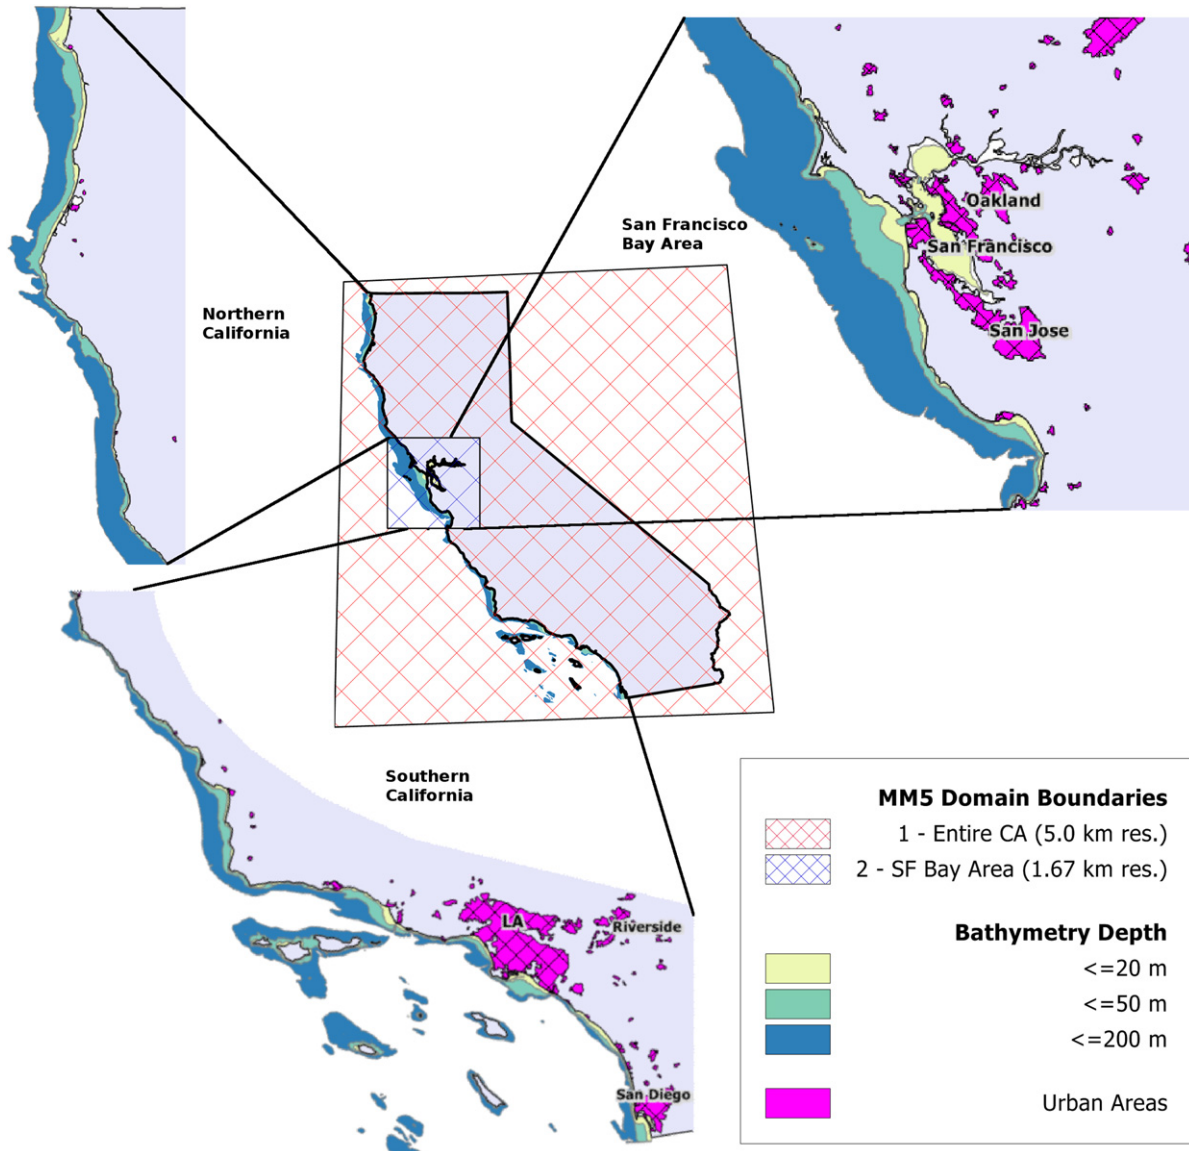 San Francisco
Bay Area
Oakland
San Francisco
San Jose
Northern
California
Southern
California
LA
Riverside
San Diego
MM5 Domain Boundaries
1 - Entire CA (5.0 km res.)
2 - SF Bay Area (1.67 km res.)
Bathymetry Depth
<=20 m
<=50 m
<=200 m
Urban Areas